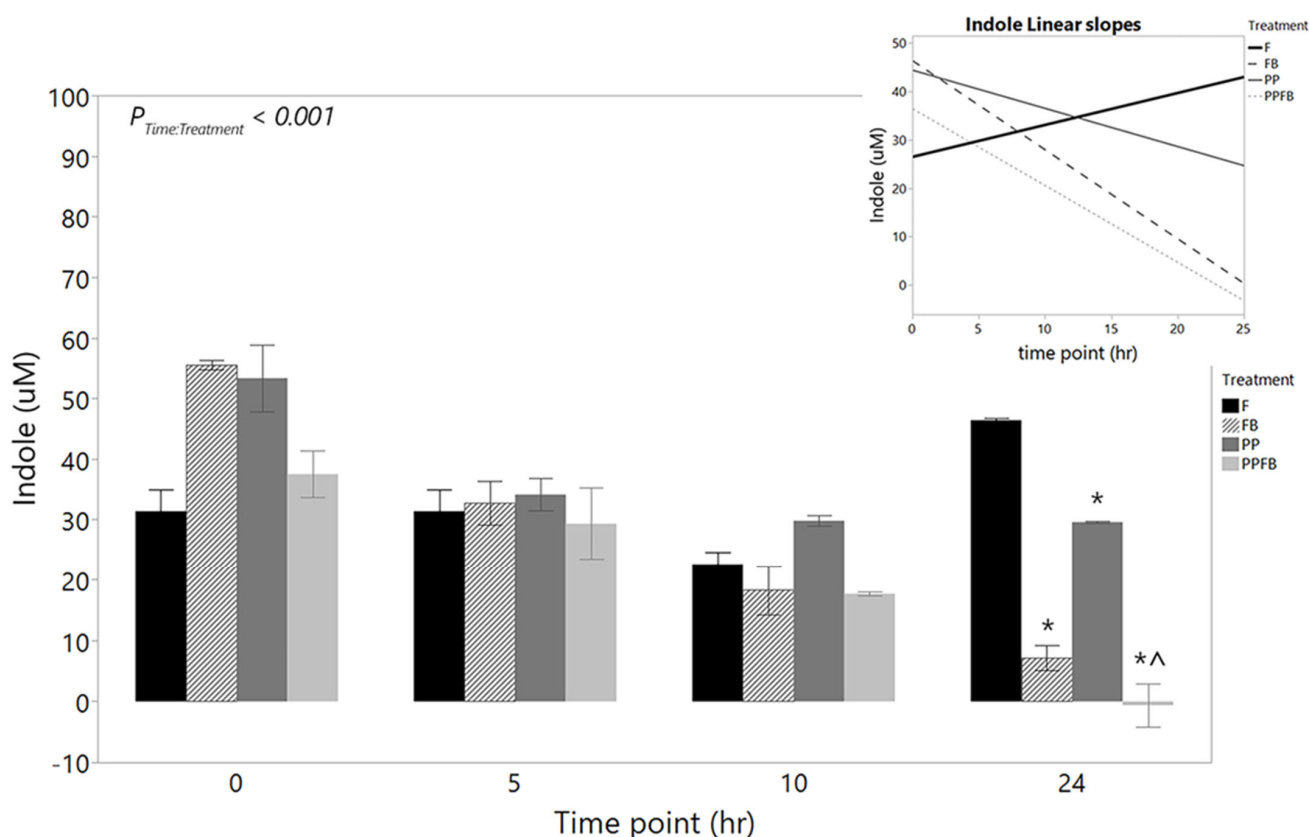 Indole Linear slopes
Treatment
F
FB
PP
PPFB
50
40
30
20
10
0
Indole (uM)
0 5 10 15 20 25
time point (hr)
P Time:Treatment < 0.001
100
90
80
70
60
50
40
30
20
10
0
-10
Indole (uM)
Treatment
F
FB
PP
PPFB
*
*
*^
0 5 10 24
Time point (hr)